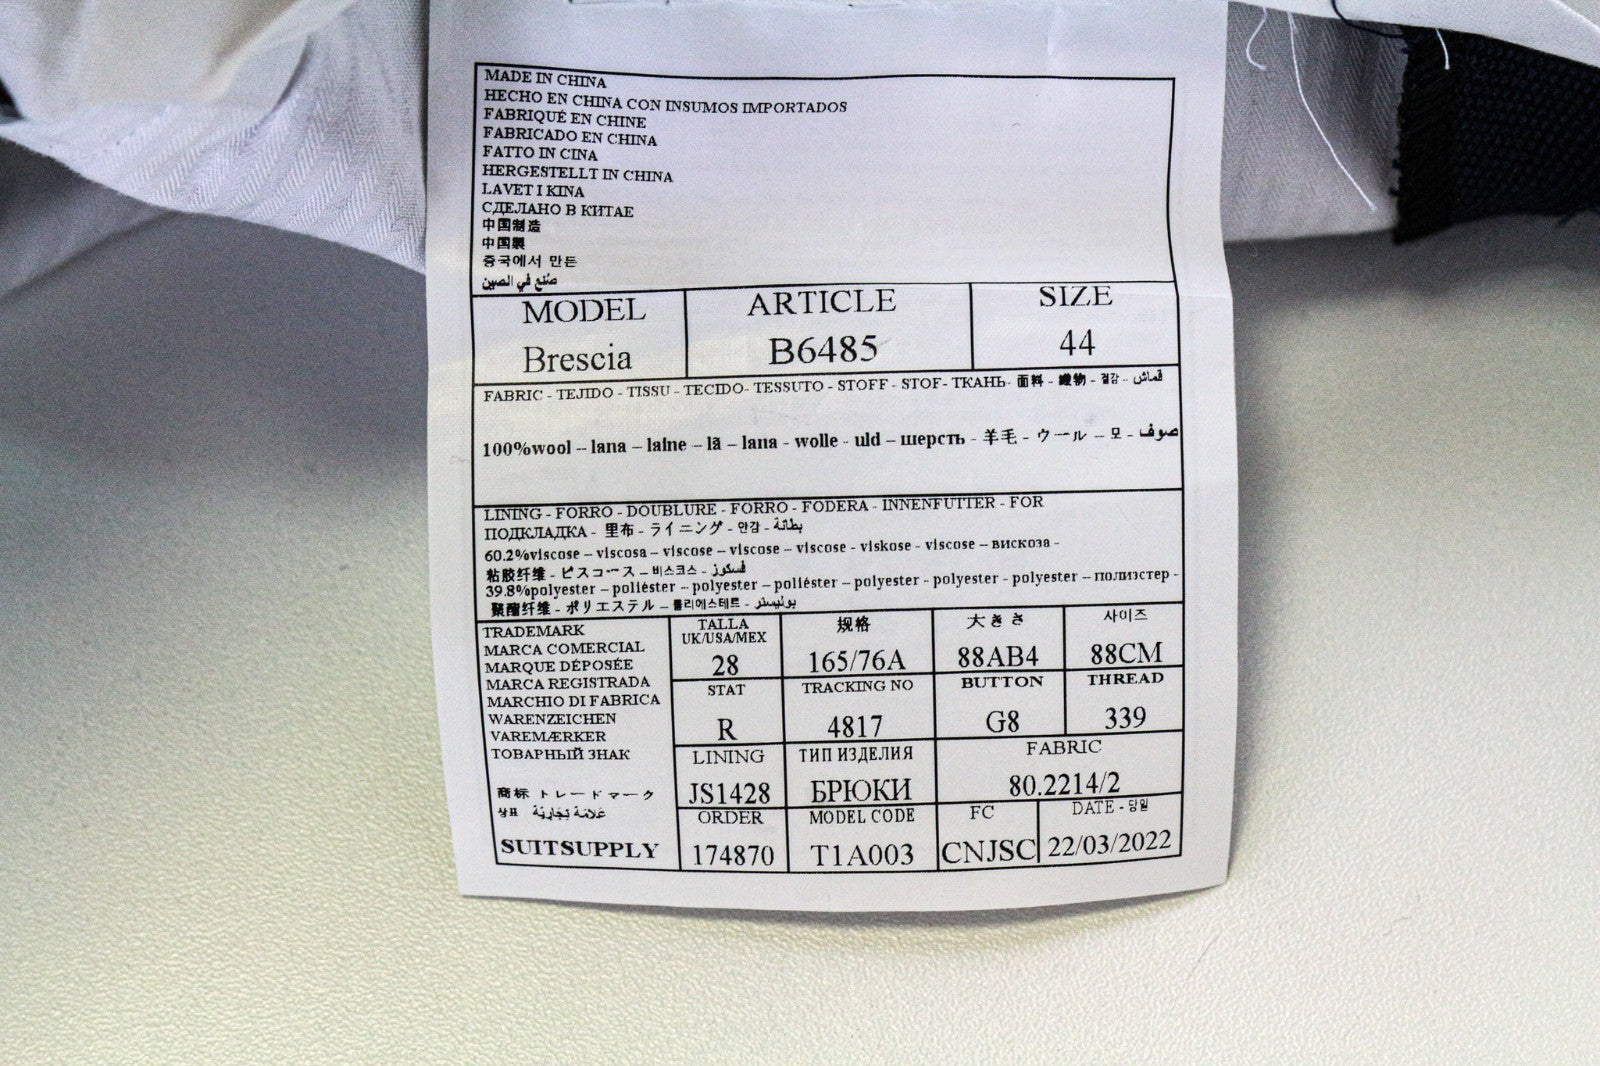 MADE IN CHINA
HECHO EN CHINA CON INSUMOS IMPORTADOS
FABRIQUÉ EN CHINE
FABRICADO EN CHINA
FATTO IN CINA
HERGESTELLT IN CHINA
LAVET I KINA
СДЕЛАНО В КИТАЕ
中国制造
中国製
중국에서 만든
صُنع في الصين
MODEL ARTICLE SIZE
Brescia B6485 44
FABRIC - TEJIDO - TISSU - TECIDO- TESSUTO - STOFF - STOF- ТКАНЬ- 面料 - 織物 - 겉감 - قماش
100%wool – lana – laine – lã – lana - wolle - uld – шерсть - 羊毛 - ウール – 모 - صوف
LINING - FORRO - DOUBLURE - FORRO - FODERA - INNENFUTTER - FOR
ПОДКЛАДКА - 里布 - ライニング - 안감 - بطانة
60.2%viscose – viscosa – viscose – viscose – viscose - viskose - viscose – вискоза -
粘胶纤维 - ビスコース – 비스코스 - فسكوز
39.8%polyester – poliéster – polyester – poliéster – polyester - polyester - polyester – полиэстер -
聚酯纤维 - ポリエステル – 폴리에스테르 - بوليستر
TRADEMARK
MARCA COMERCIAL
MARQUE DÉPOSÉE
MARCA REGISTRADA
MARCHIO DI FABRICA
WARENZEICHEN
VAREMÆRKER
ТОВАРНЫЙ ЗНАК
商标 トレードマーク
상표 عَلامَة تِجَارِيَّة
SUITSUPPLY
TALLA UK/USA/MEX 规格 大きさ 사이즈
28 165/76A 88AB4 88CM
STAT TRACKING NO BUTTON THREAD
R 4817 G8 339
LINING ТИП ИЗДЕЛИЯ FABRIC
JS1428 БРЮКИ 80.2214/2
ORDER MODEL CODE FC DATE - 당일
174870 T1A003 CNJSC 22/03/2022